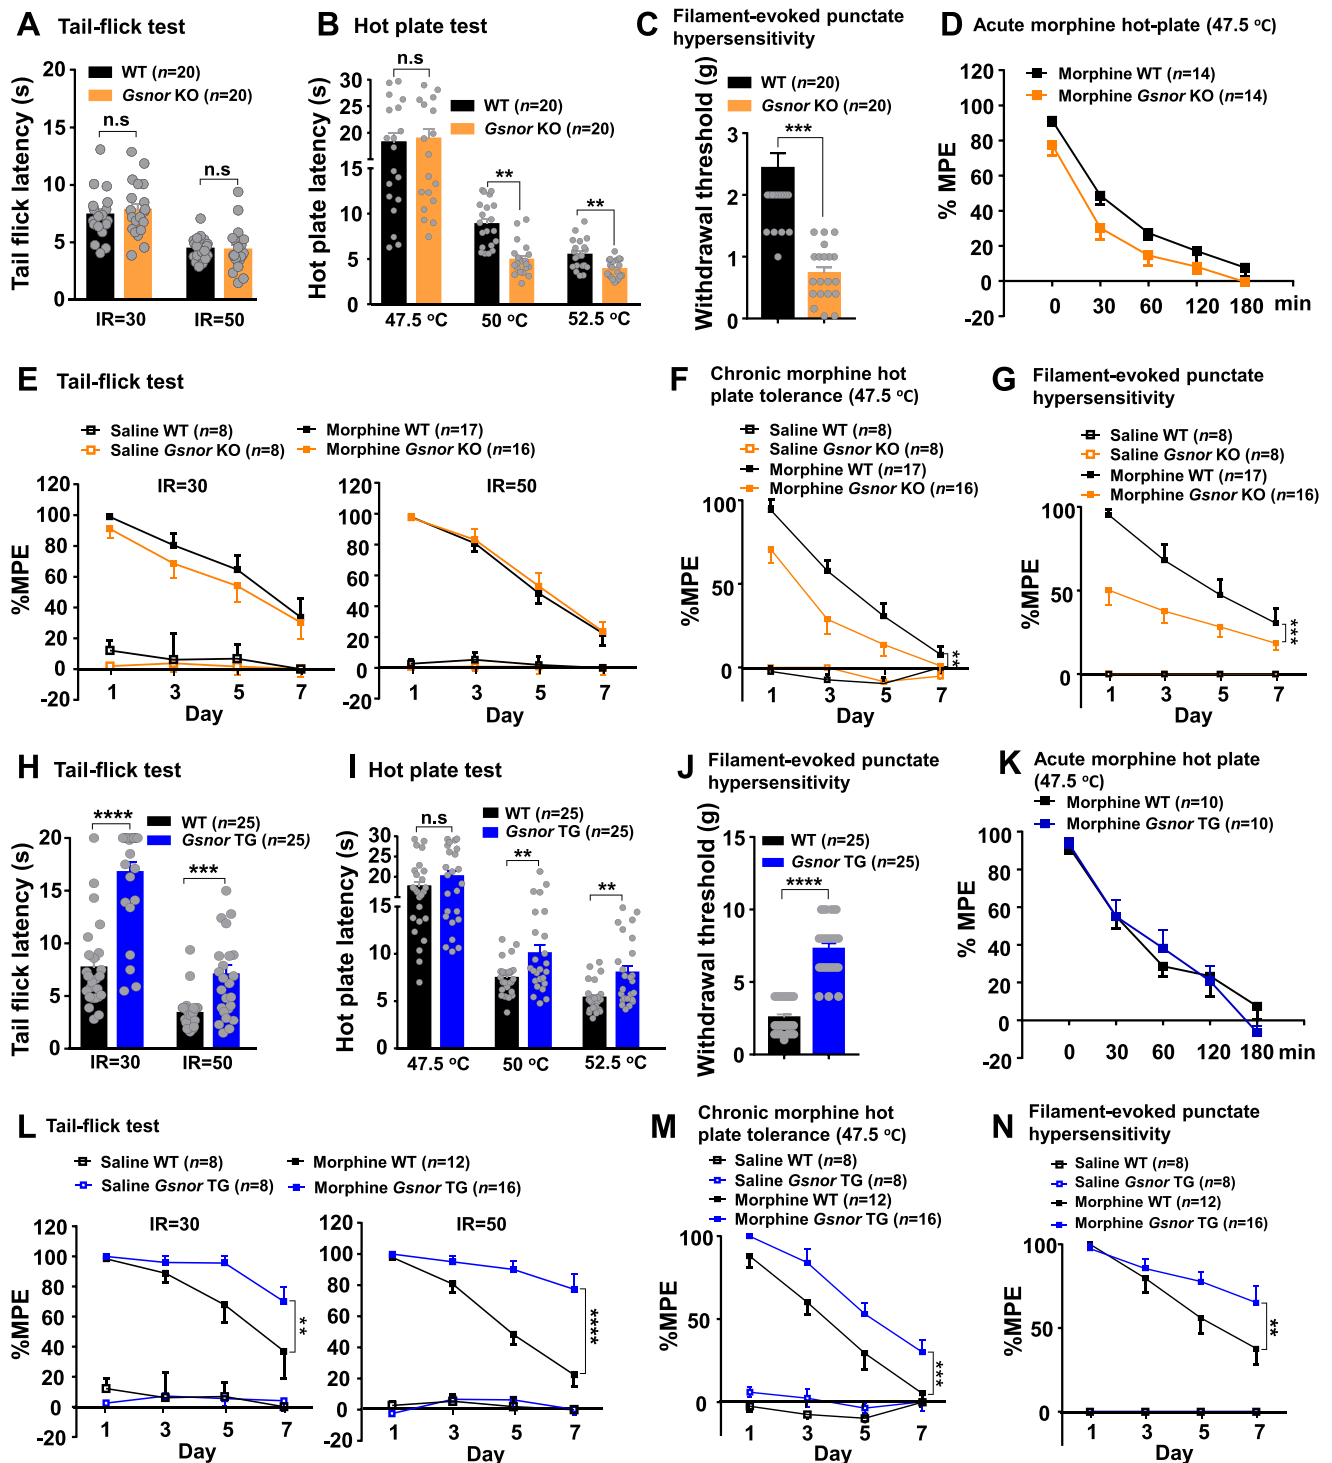 A Tail-flick test
WT (n=20)
Gsnor KO (n=20)
n.s
n.s
Tail flick latency (s)
20
15
10
5
0
IR=30 IR=50
B Hot plate test
n.s
WT (n=20)
Gsnor KO (n=20)
**
**
Hot plate latency (s)
30
20
15
10
5
0
47.5 ºC 50 ºC 52.5 ºC
C Filament-evoked punctate
hypersensitivity
WT (n=20)
Gsnor KO (n=20)
***
Withdrawal threshold (g)
3
2
1
0
D Acute morphine hot-plate (47.5 ºC)
Morphine WT (n=14)
Morphine Gsnor KO (n=14)
% MPE
120
100
80
60
40
20
0
-20
0 30 60 120 180 min
E Tail-flick test
Saline WT (n=8)
Saline Gsnor KO (n=8)
Morphine WT (n=17)
Morphine Gsnor KO (n=16)
IR=30
%MPE
100
80
60
40
20
0
-20
1 3 5 7
Day
IR=50
100
80
60
40
20
0
-20
1 3 5 7
Day
F Chronic morphine hot
plate tolerance (47.5 ºC)
Saline WT (n=8)
Saline Gsnor KO (n=8)
Morphine WT (n=17)
Morphine Gsnor KO (n=16)
%MPE
100
50
0
**
1 3 5 7
Day
G Filament-evoked punctate
hypersensitivity
Saline WT (n=8)
Saline Gsnor KO (n=8)
Morphine WT (n=17)
Morphine Gsnor KO (n=16)
%MPE
100
50
0
***
1 3 5 7
Day
H Tail-flick test
WT (n=25)
Gsnor TG (n=25)
****
***
Tail flick latency (s)
20
15
10
5
0
IR=30 IR=50
I Hot plate test
WT (n=25)
Gsnor TG (n=25)
n.s
**
**
Hot plate latency (s)
30
25
20
15
10
5
0
47.5 ºC 50 ºC 52.5 ºC
J Filament-evoked punctate
hypersensitivity
WT (n=25)
Gsnor TG (n=25)
****
Withdrawal threshold (g)
15
10
5
0
K Acute morphine hot plate
(47.5 ºC)
Morphine WT (n=10)
Morphine Gsnor TG (n=10)
% MPE
100
80
60
40
20
0
-20
0 30 60 120 180 min
L Tail-flick test
Saline WT (n=8)
Saline Gsnor TG (n=8)
Morphine WT (n=12)
Morphine Gsnor TG (n=16)
IR=30
%MPE
100
80
60
40
20
0
-20
**
1 3 5 7
Day
IR=50
100
80
60
40
20
0
-20
****
1 3 5 7
Day
M Chronic morphine hot
plate tolerance (47.5 ºC)
Saline WT (n=8)
Saline Gsnor TG (n=8)
Morphine WT (n=12)
Morphine Gsnor TG (n=16)
%MPE
100
50
0
***
1 3 5 7
Day
N Filament-evoked punctate
hypersensitivity
Saline WT (n=8)
Saline Gsnor TG (n=8)
Morphine WT (n=12)
Morphine Gsnor TG (n=16)
%MPE
100
50
0
**
1 3 5 7
Day